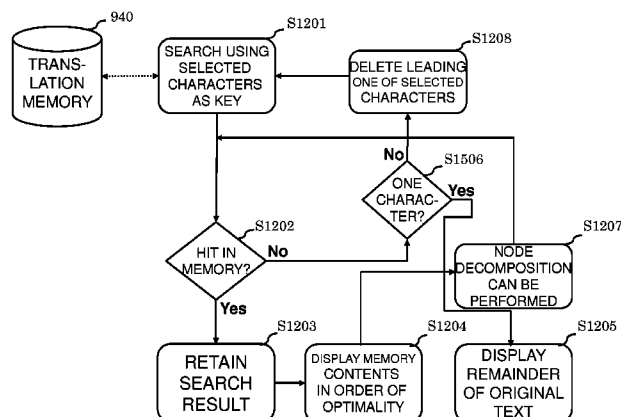 940
TRANS-
LATION
MEMORY
S1201
SEARCH USING
SELECTED
CHARACTERS
AS KEY
S1208
DELETE LEADING
ONE OF SELECTED
CHARACTERS
No
S1506
ONE
CHARAC-
TER?
Yes
S1202
HIT IN
MEMORY?
No
Yes
S1207
NODE
DECOMPOSITION
CAN BE
PERFORMED
S1203
RETAIN
SEARCH
RESULT
S1204
DISPLAY MEMORY
CONTENTS
IN ORDER OF
OPTIMALITY
S1205
DISPLAY
REMAINDER
OF ORIGINAL
TEXT